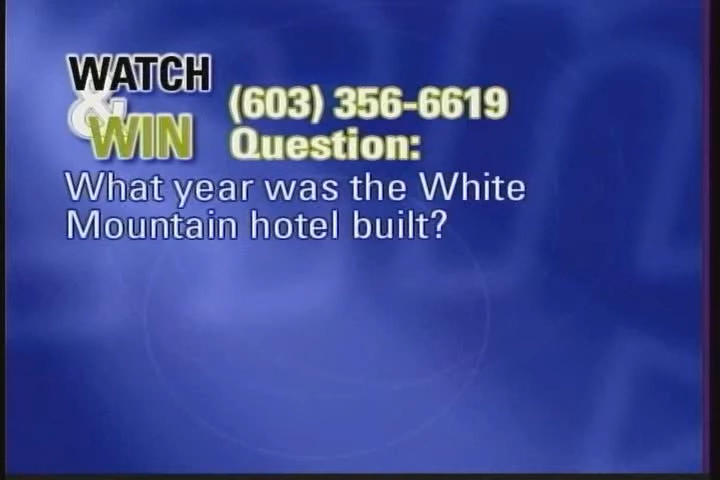 WATCH
&
WIN
(603) 356-6619
Question:
What year was the White
Mountain hotel built?